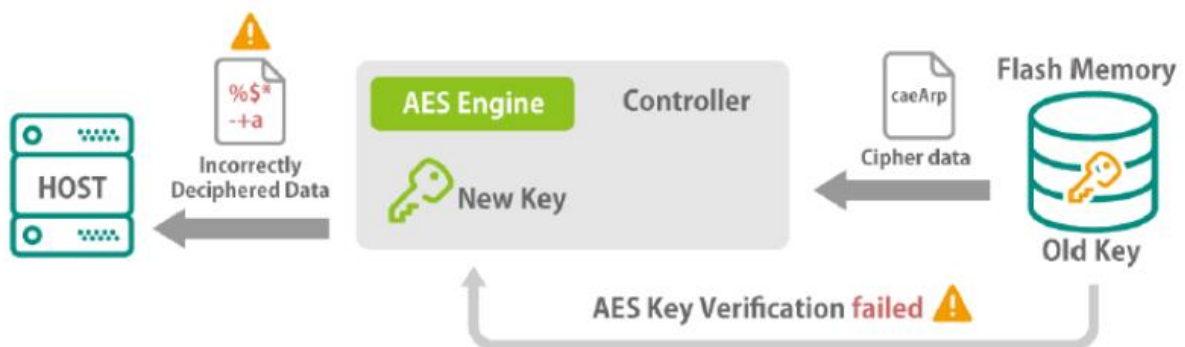 %$*
-+a
Incorrectly
Deciphered Data
HOST
AES Engine
Controller
New Key
caeArp
Cipher data
Flash Memory
Old Key
AES Key Verification failed